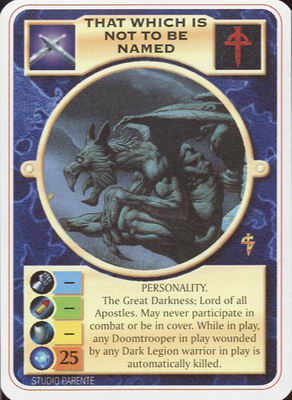 THAT WHICH IS
NOT TO BE
NAMED
PERSONALITY.
The Great Darkness; Lord of all
Apostles. May never participate in
combat or be in cover. While in play,
any Doomtrooper in play wounded
by any Dark Legion warrior in play is
automatically killed.
–
–
–
25
STUDIO PARENTE